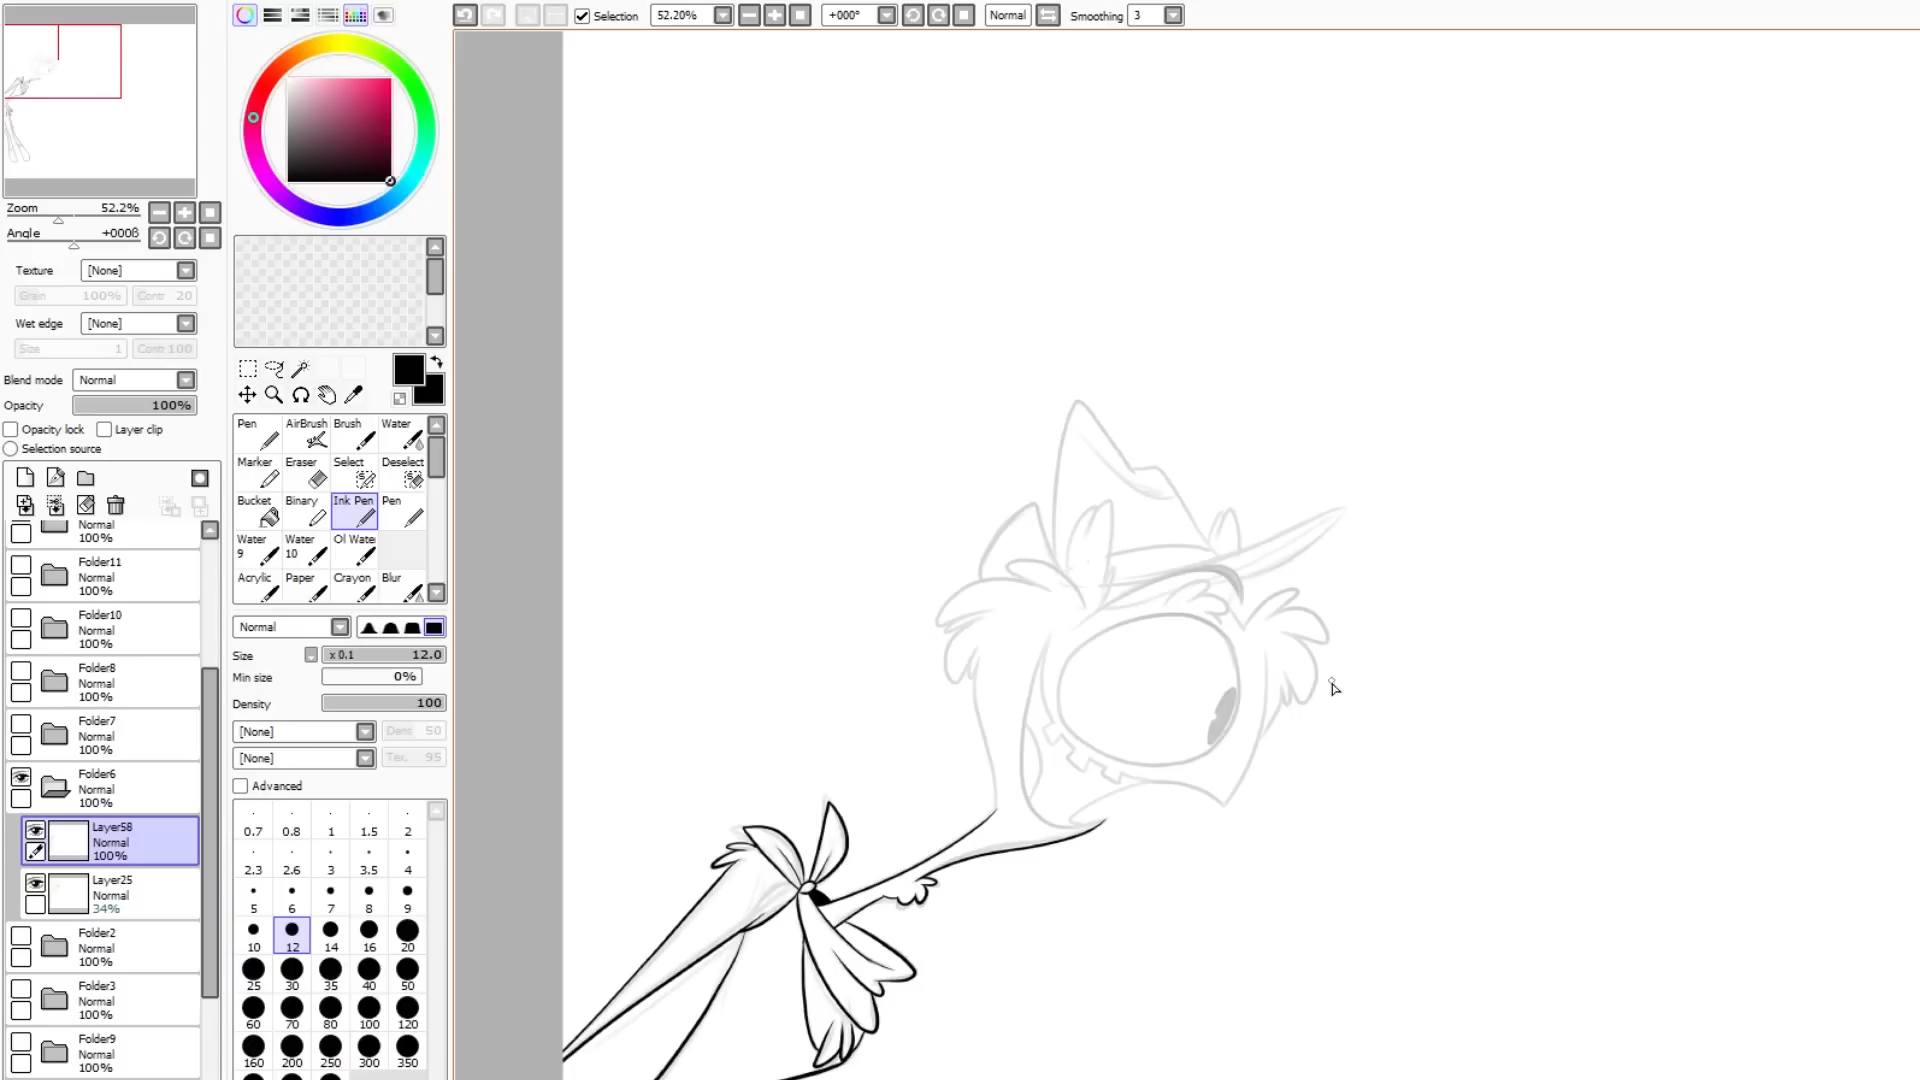 Selection 52.20% +000° Normal Smoothing 3
Zoom 52.2%
Angle +000ß
Texture [None]
Grain 100% Contr 20
Wet edge [None]
Size 1 Contr 100
Blend mode Normal
Opacity 100%
Opacity lock Layer clip
Selection source
Normal
100%
Folder11
Normal
100%
Folder10
Normal
100%
Folder8
Normal
100%
Folder7
Normal
100%
Folder6
Normal
100%
Layer58
Normal
100%
Layer25
Normal
34%
Folder2
Normal
100%
Folder3
Normal
100%
Folder9
Normal
100%
Pen AirBrush Brush Water
Marker Eraser Select Deselect
Bucket Binary Ink Pen Pen
Water 9 Water 10 Ol Wate
Acrylic Paper Crayon Blur
Normal
Size x 0.1 12.0
Min size 0%
Density 100
[None] Dens 50
[None] Tex. 95
Advanced
0.7 0.8 1 1.5 2
2.3 2.6 3 3.5 4
5 6 7 8 9
10 12 14 16 20
25 30 35 40 50
60 70 80 100 120
160 200 250 300 350